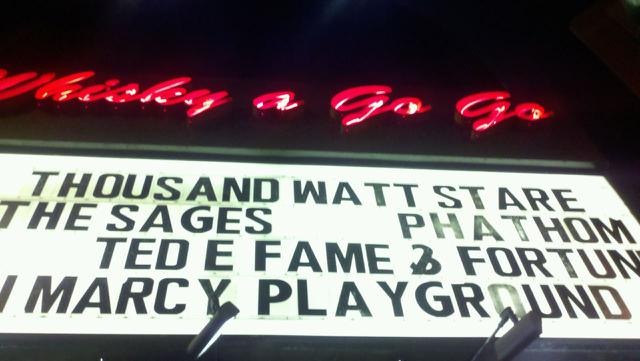 Whisky a Go Go
THOUSAND WATT STARE
THE SAGES PHATHOM
TED E FAME & FORTUN
MARCY PLAYGROUND